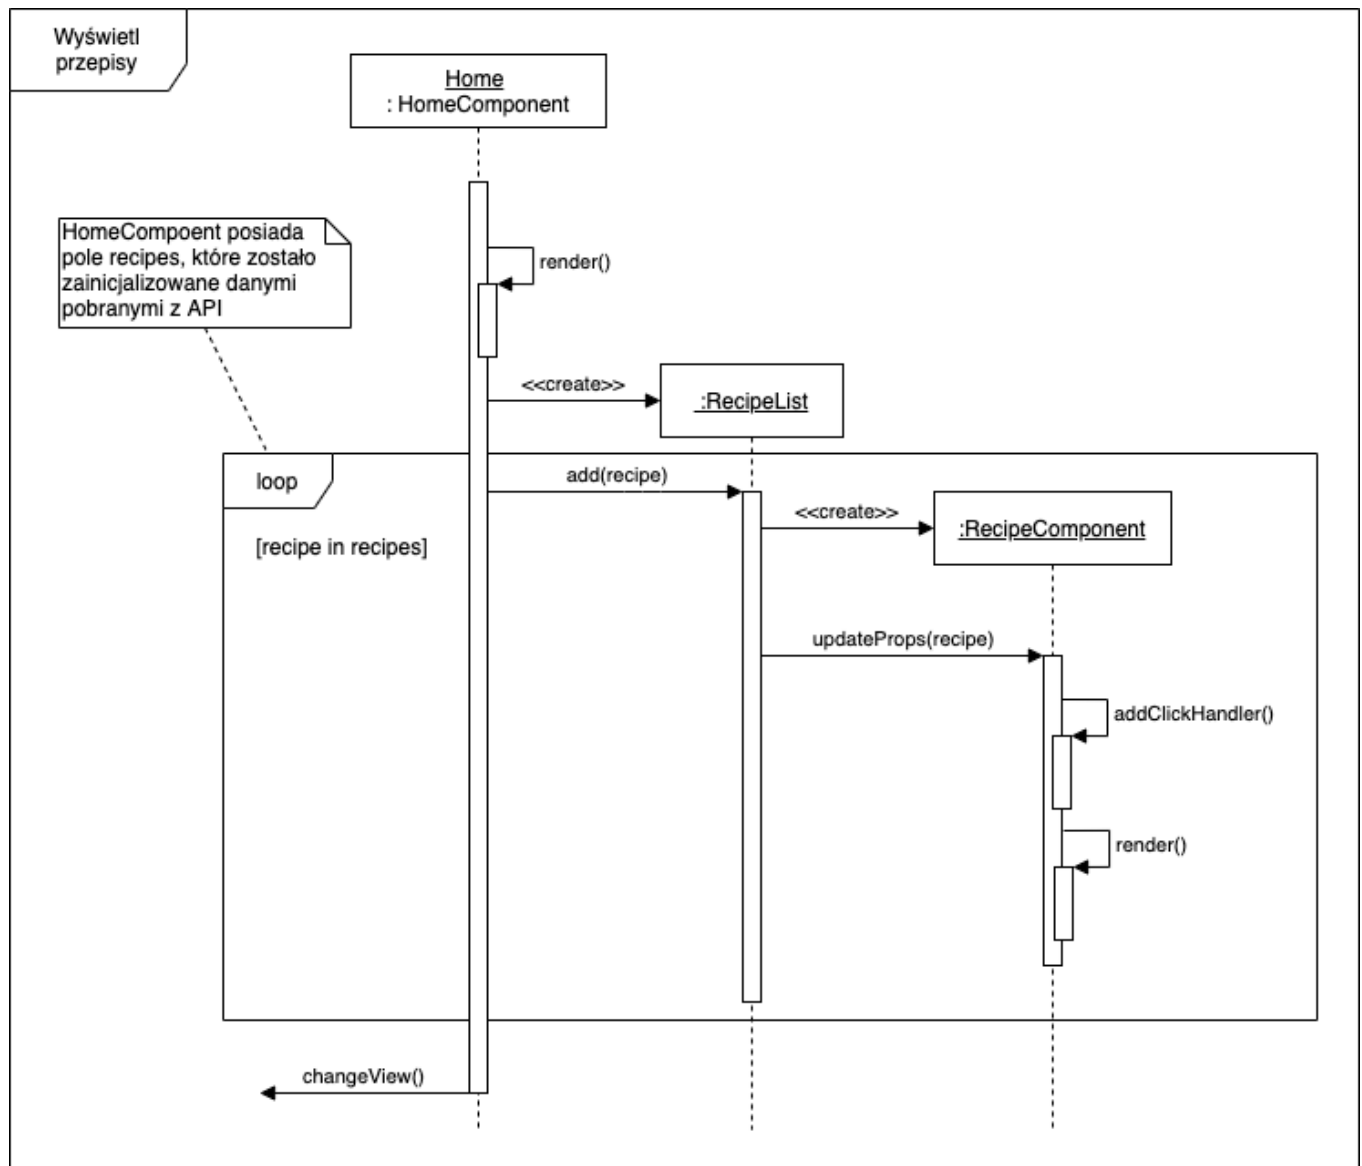 Wyświetl
przepisy
Home
: HomeComponent
HomeCompoent posiada
pole recipes, które zostało
zainicjalizowane danymi
pobranymi z API
render()
<<create>>
:RecipeList
loop
add(recipe)
[recipe in recipes]
<<create>>
:RecipeComponent
updateProps(recipe)
addClickHandler()
render()
changeView()